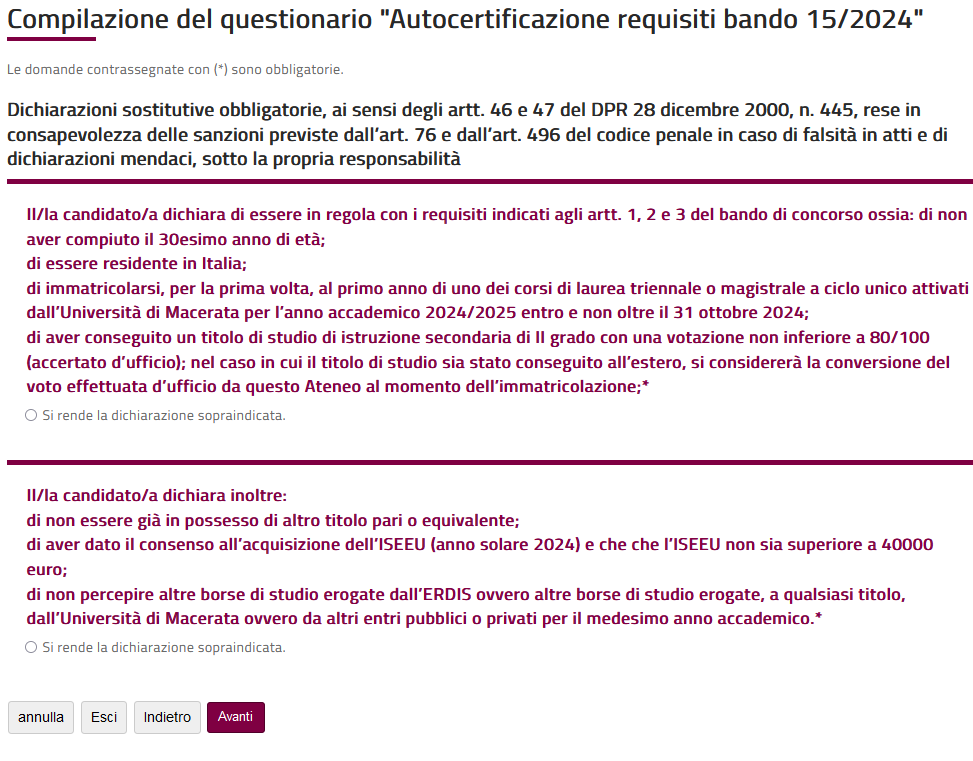 Compilazione del questionario "Autocertificazione requisiti bando 15/2024"
Le domande contrassegnate con (*) sono obbligatorie.
Dichiarazioni sostitutive obbligatorie, ai sensi degli artt. 46 e 47 del DPR 28 dicembre 2000, n. 445, rese in
consapevolezza delle sanzioni previste dall'art. 76 e dall'art. 496 del codice penale in caso di falsità in atti e di
dichiarazioni mendaci, sotto la propria responsabilità
Il/la candidato/a dichiara di essere in regola con i requisiti indicati agli artt. 1, 2 e 3 del bando di concorso ossia: di non
aver compiuto il 30esimo anno di età;
di essere residente in Italia;
di immatricolarsi, per la prima volta, al primo anno di uno dei corsi di laurea triennale o magistrale a ciclo unico attivati
dall'Università di Macerata per l'anno accademico 2024/2025 entro e non oltre il 31 ottobre 2024;
di aver conseguito un titolo di studio di istruzione secondaria di II grado con una votazione non inferiore a 80/100
(accertato d'ufficio); nel caso in cui il titolo di studio sia stato conseguito all'estero, si considererà la conversione del
voto effettuata d'ufficio da questo Ateneo al momento dell'immatricolazione;*
Si rende la dichiarazione sopraindicata.
Il/la candidato/a dichiara inoltre:
di non essere già in possesso di altro titolo pari o equivalente;
di aver dato il consenso all'acquisizione dell'ISEEU (anno solare 2024) e che che l'ISEEU non sia superiore a 40000
euro;
di non percepire altre borse di studio erogate dall'ERDIS ovvero altre borse di studio erogate, a qualsiasi titolo,
dall'Università di Macerata ovvero da altri entri pubblici o privati per il medesimo anno accademico.*
Si rende la dichiarazione sopraindicata.
annulla Esci Indietro Avanti